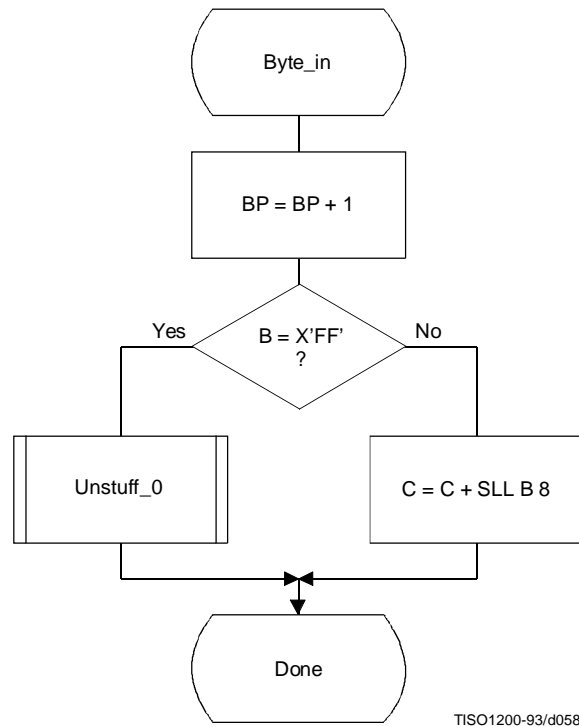 Byte_in
BP = BP + 1
Yes
B = X’FF’
?
No
Unstuff_0
C = C + SLL B 8
Done
TISO1200-93/d058